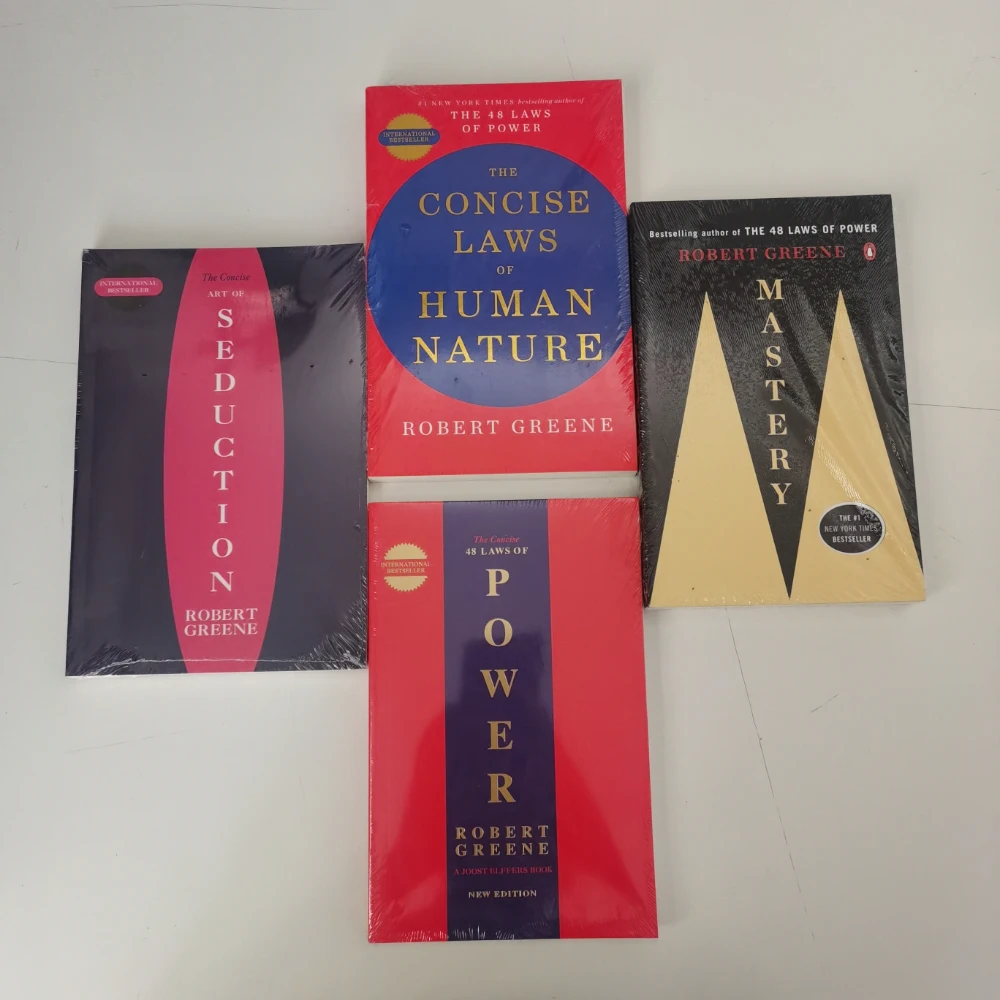 INTERNATIONAL
BESTSELLER
The Concise
ART OF
SEDUCTION
ROBERT
GREENE
#1 NEW YORK TIMES bestselling author of
THE 48 LAWS
OF POWER
INTERNATIONAL
BESTSELLER
THE
CONCISE
LAWS
OF
HUMAN
NATURE
ROBERT GREENE
Bestselling author of THE 48 LAWS OF POWER
ROBERT GREENE
MASTERY
THE #1
NEW YORK TIMES
BESTSELLER
The Concise
48 LAWS OF
INTERNATIONAL
BESTSELLER
POWER
ROBERT
GREENE
A JOOST ELFFERS BOOK
NEW EDITION